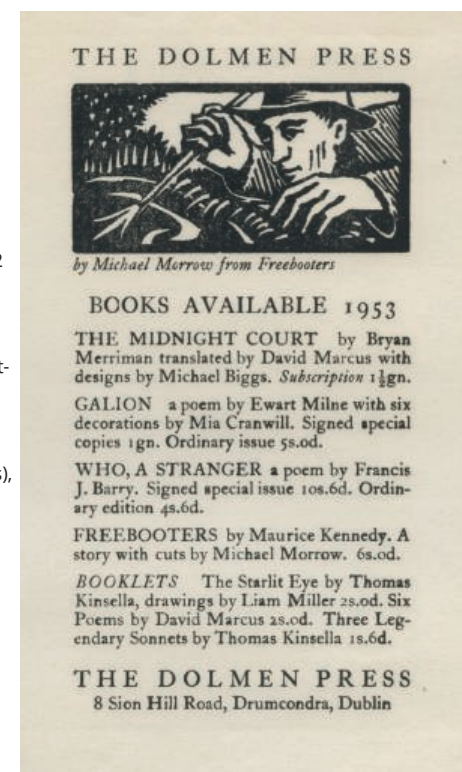 THE DOLMEN PRESS
by Michael Morrow from Freebooters
BOOKS AVAILABLE 1953
THE MIDNIGHT COURT by Bryan
Merriman translated by David Marcus with
designs by Michael Biggs. Subscription 1½gn.
GALION a poem by Ewart Milne with six
decorations by Mia Cranwill. Signed special
copies 1gn. Ordinary issue 5s.0d.
WHO, A STRANGER a poem by Francis
J. Barry. Signed special issue 10s.6d. Ordin-
ary edition 4s.6d.
FREEBOOTERS by Maurice Kennedy. A
story with cuts by Michael Morrow. 6s.0d.
BOOKLETS The Starlit Eye by Thomas
Kinsella, drawings by Liam Miller 2s.0d. Six
Poems by David Marcus 2s.0d. Three Leg-
endary Sonnets by Thomas Kinsella 1s.6d.
THE DOLMEN PRESS
8 Sion Hill Road, Drumcondra, Dublin